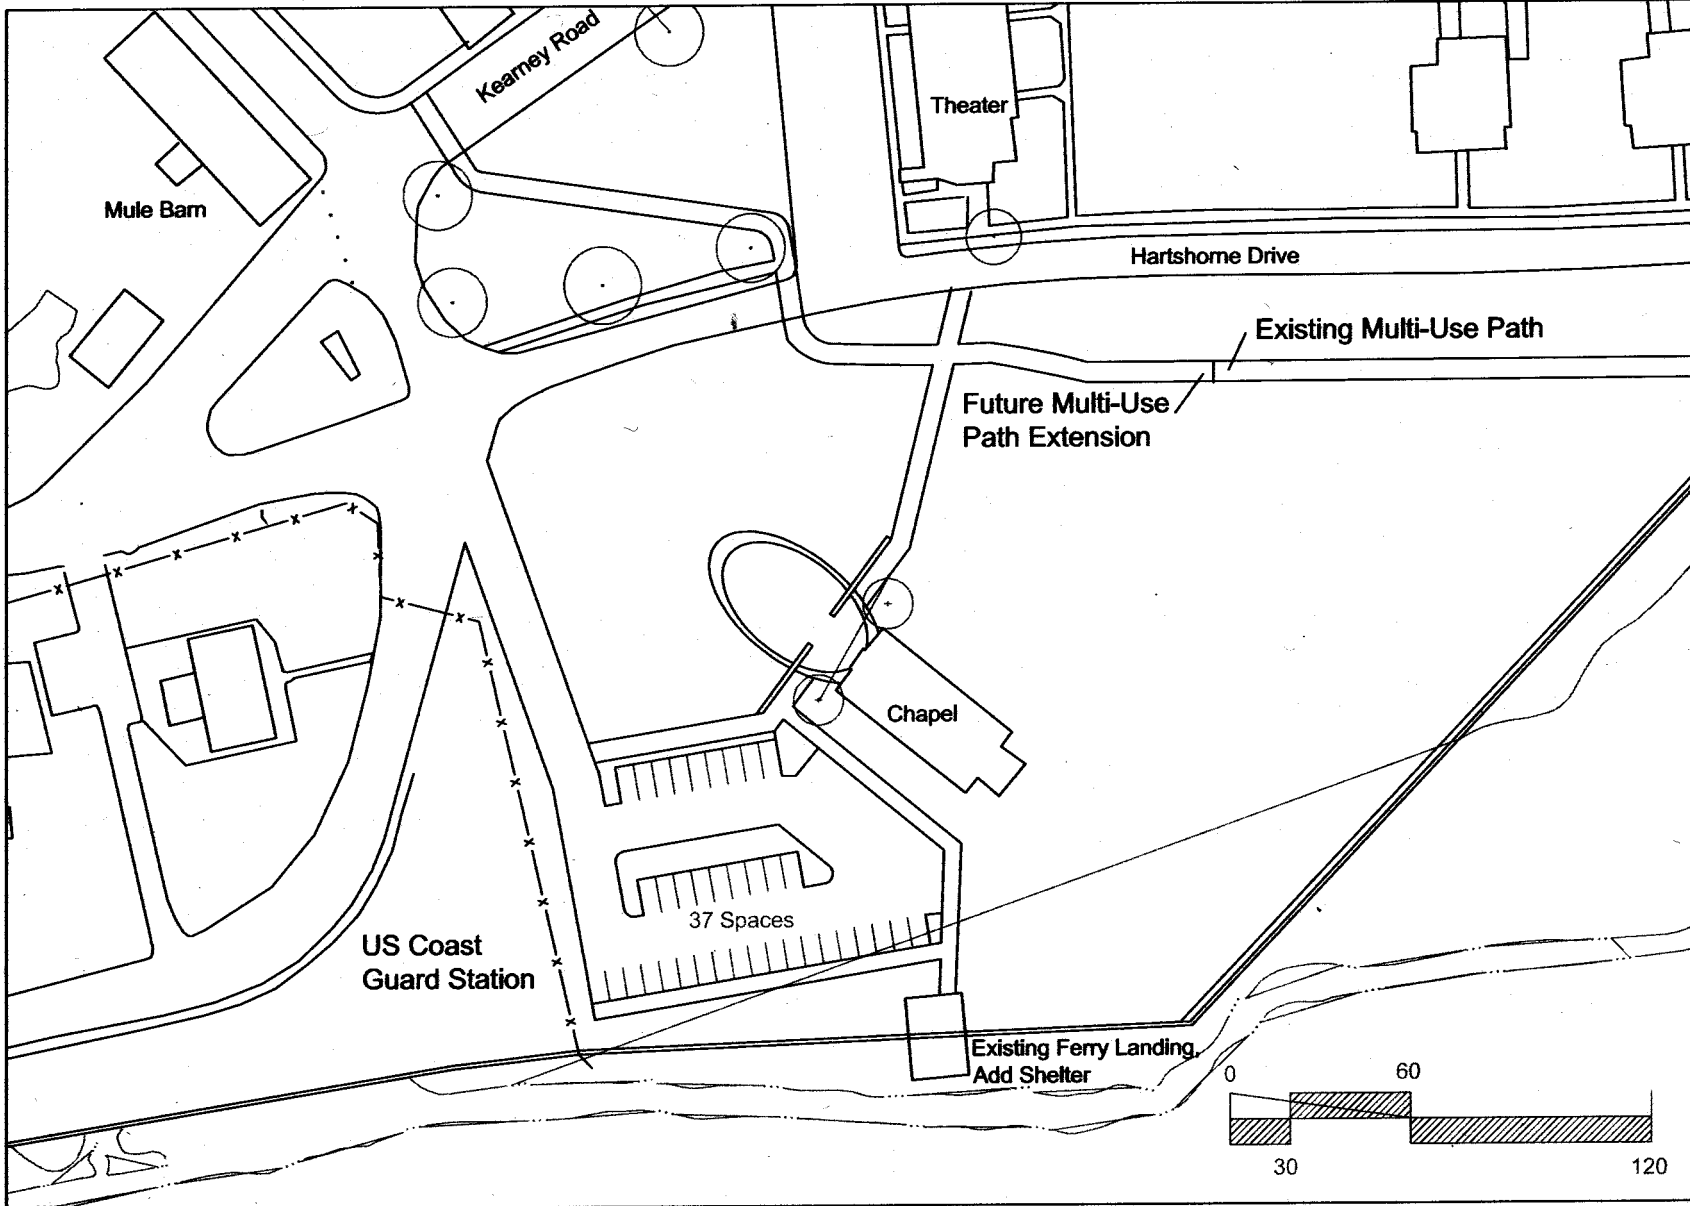 Kearney Road
Theater
Mule Barn
Hartshorne Drive
Existing Multi-Use Path
Future Multi-Use
Path Extension
Chapel
37 Spaces
US Coast
Guard Station
Existing Ferry Landing,
Add Shelter
0 60
30 120